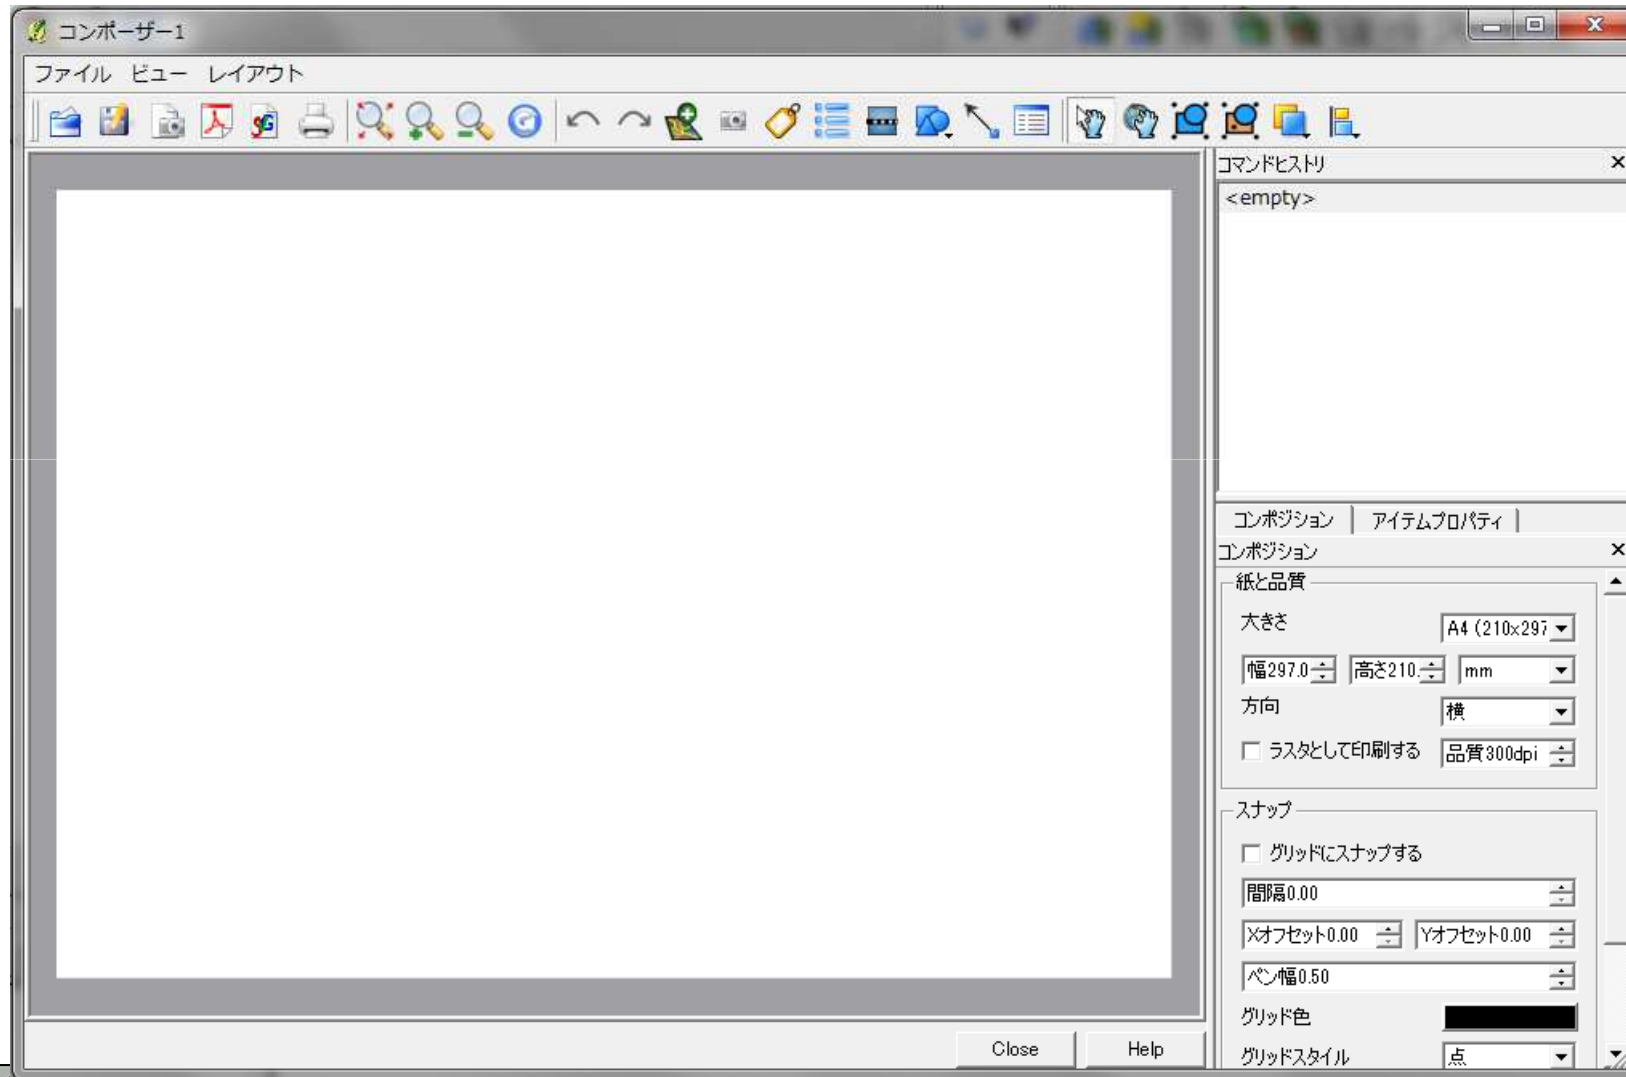 コンポーザー1
ファイル ビュー レイアウト
コマンドヒストリ
<empty>
コンポジション アイテムプロパティ
コンポジション
紙と品質
大きさ A4 (210x297
幅297.0 高さ210. mm
方向 横
ラスタとして印刷する 品質300dpi
スナップ
グリッドにスナップする
間隔0.00
Xオフセット0.00 Yオフセット0.00
ペン幅0.50
グリッド色
グリッドスタイル 点
Close Help